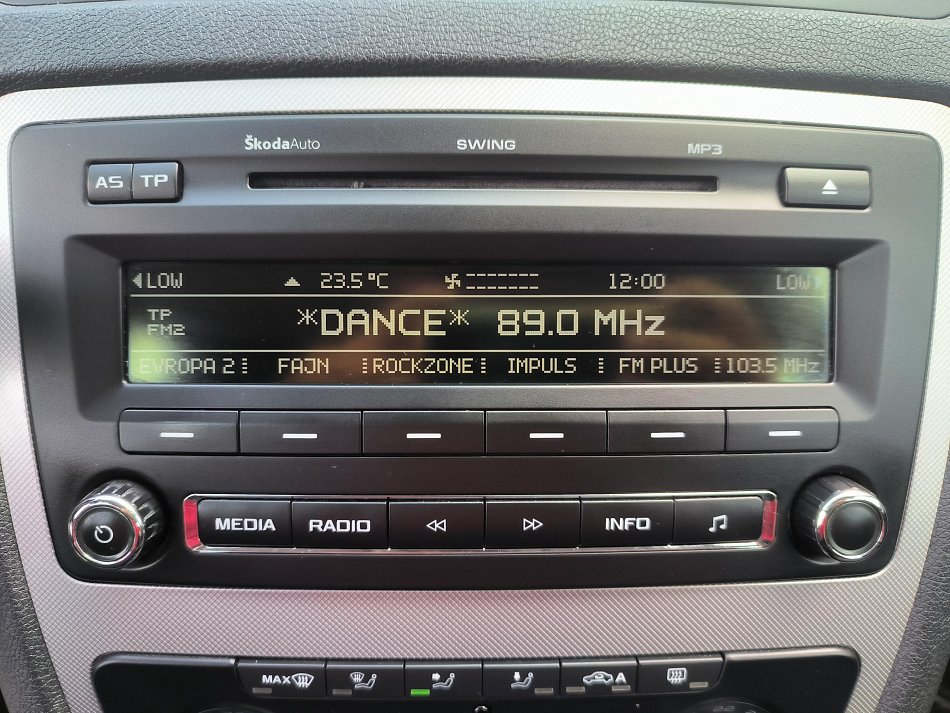 ŠkodaAuto SWING MP3
AS TP
LOW 23.5 °C 12:00 LOW
TP
FM2
*DANCE* 89.0 MHz
EVROPA 2 FAJN ROCKZONE IMPULS FM PLUS 103.5 MHz
MEDIA RADIO INFO
MAX A